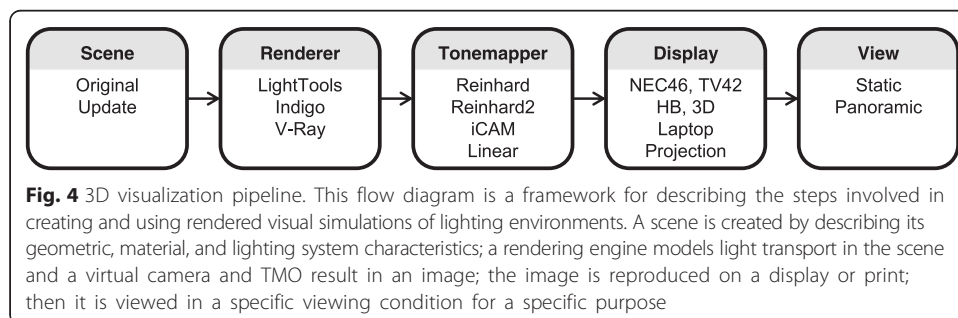 Scene
Original
Update
Renderer
LightTools
Indigo
V-Ray
Tonemapper
Reinhard
Reinhard2
iCAM
Linear
Display
NEC46, TV42
HB, 3D
Laptop
Projection
View
Static
Panoramic
Fig. 4 3D visualization pipeline. This flow diagram is a framework for describing the steps involved in
creating and using rendered visual simulations of lighting environments. A scene is created by describing its
geometric, material, and lighting system characteristics; a rendering engine models light transport in the scene
and a virtual camera and TMO result in an image; the image is reproduced on a display or print;
then it is viewed in a specific viewing condition for a specific purpose